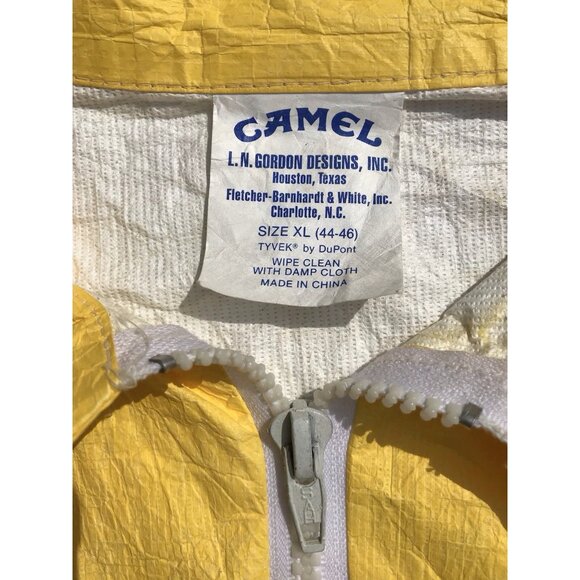 CAMEL
L.N. GORDON DESIGNS, INC.
Houston, Texas
Fletcher-Barnhardt & White, Inc.
Charlotte, N.C.
SIZE XL (44-46)
TYVEK® by DuPont
WIPE CLEAN
WITH DAMP CLOTH
MADE IN CHINA